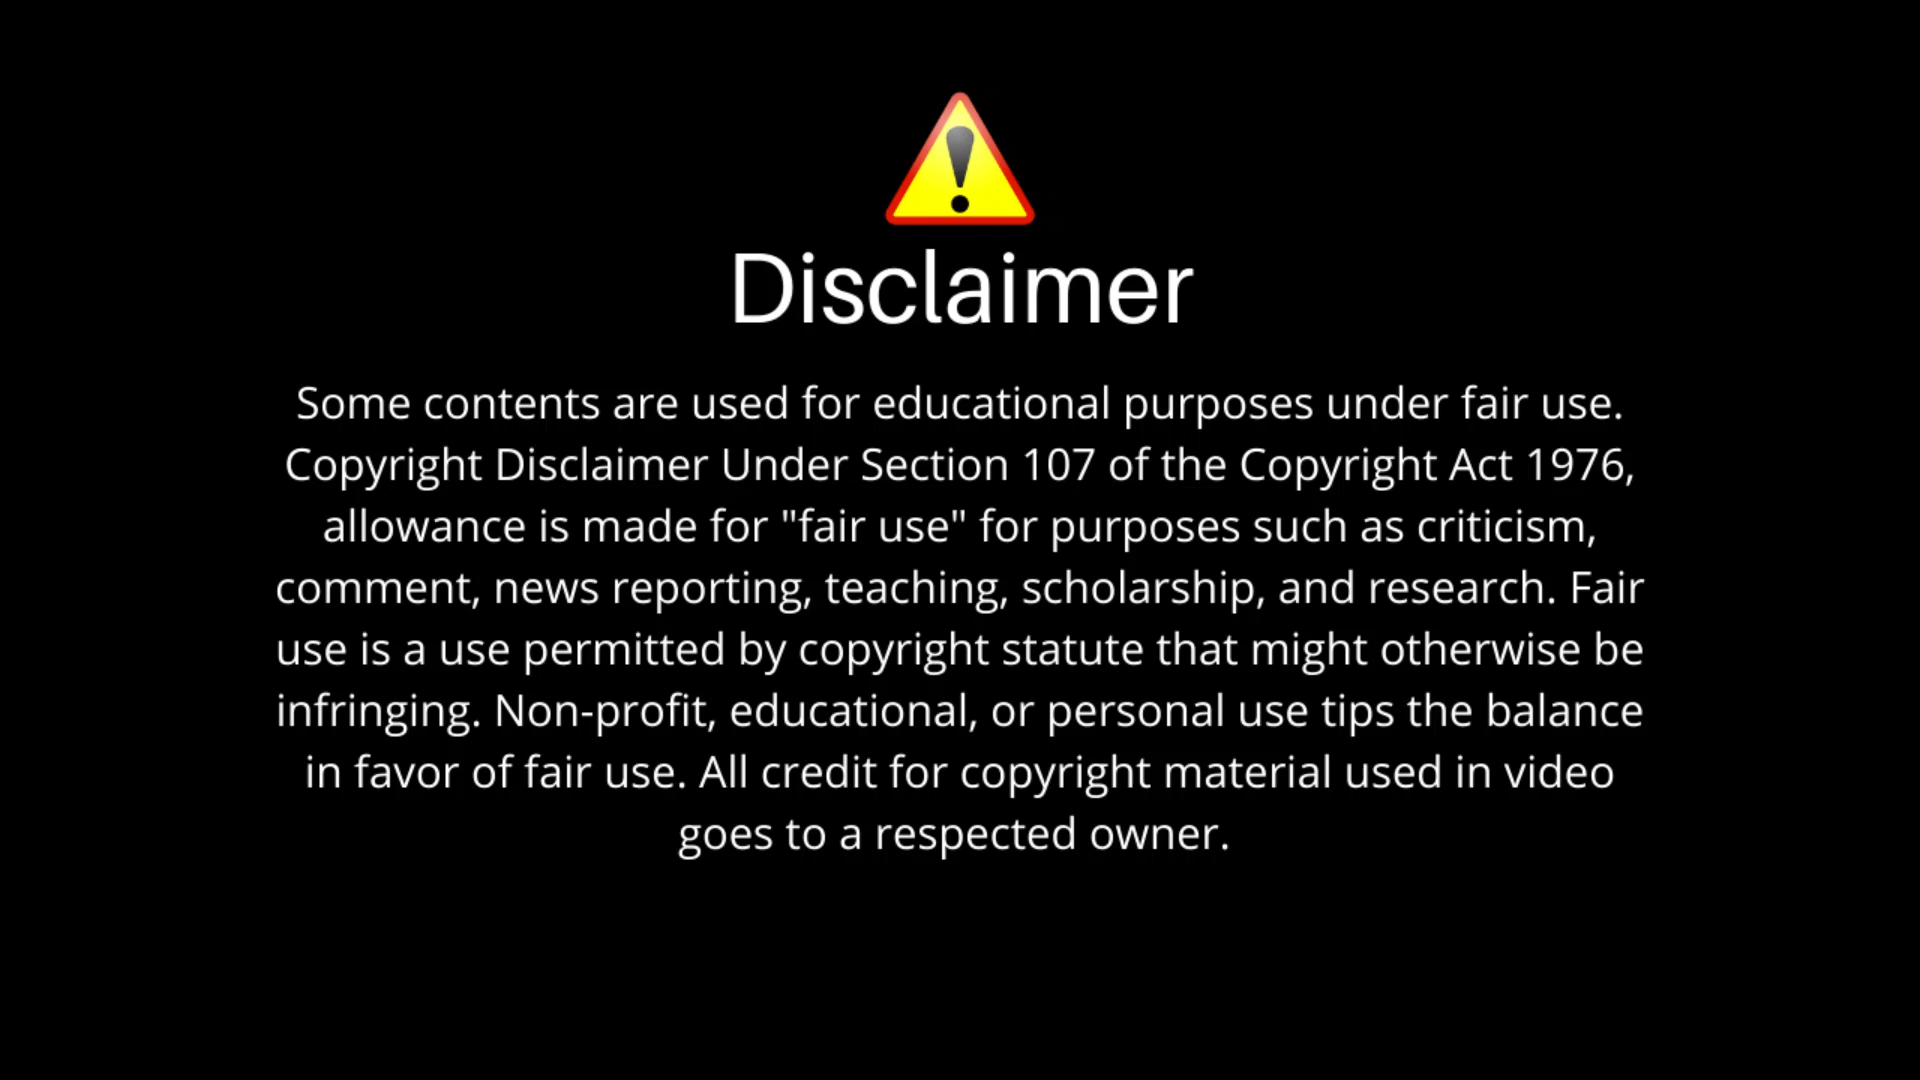 Disclaimer
Some contents are used for educational purposes under fair use.
Copyright Disclaimer Under Section 107 of the Copyright Act 1976,
allowance is made for "fair use" for purposes such as criticism,
comment, news reporting, teaching, scholarship, and research. Fair
use is a use permitted by copyright statute that might otherwise be
infringing. Non-profit, educational, or personal use tips the balance
in favor of fair use. All credit for copyright material used in video
goes to a respected owner.